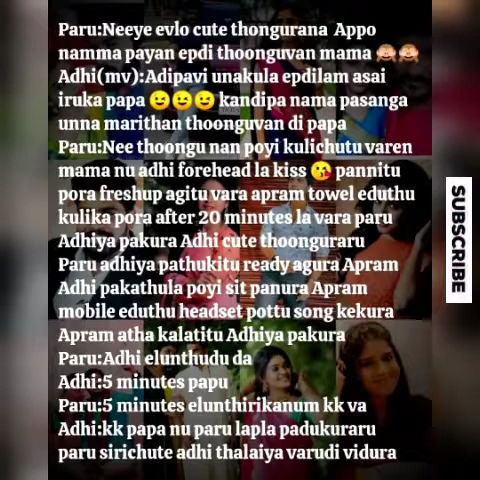 Paru:Neeye evlo cute thongurana Appo
namma payan epdi thoonguvan mama 🙈🙈
Adhi(mv):Adipavi unakula epdilam asai
iruka papa 😉😉😉 kandipa nama pasanga
unna marithan thoonguvan di papa
Paru:Nee thoongu nan poyi kulichutu varen
mama nu adhi forehead la kiss 😘 pannitu
pora freshup agitu vara apram towel eduthu
kulika pora after 20 minutes la vara paru
Adhiya pakura Adhi cute thoonguraru
Paru adhiya pathukitu ready agura Apram
Adhi pakathula poyi sit panura Apram
mobile eduthu headset pottu song kekura
Apram atha kalatitu Adhiya pakura
Paru:Adhi elunthudu da
Adhi:5 minutes papu
Paru:5 minutes elunthirikanum kk va
Adhi:kk papa nu paru lapla padukuraru
paru sirichute adhi thalaiya varudi vidura
SUBSCRIBE